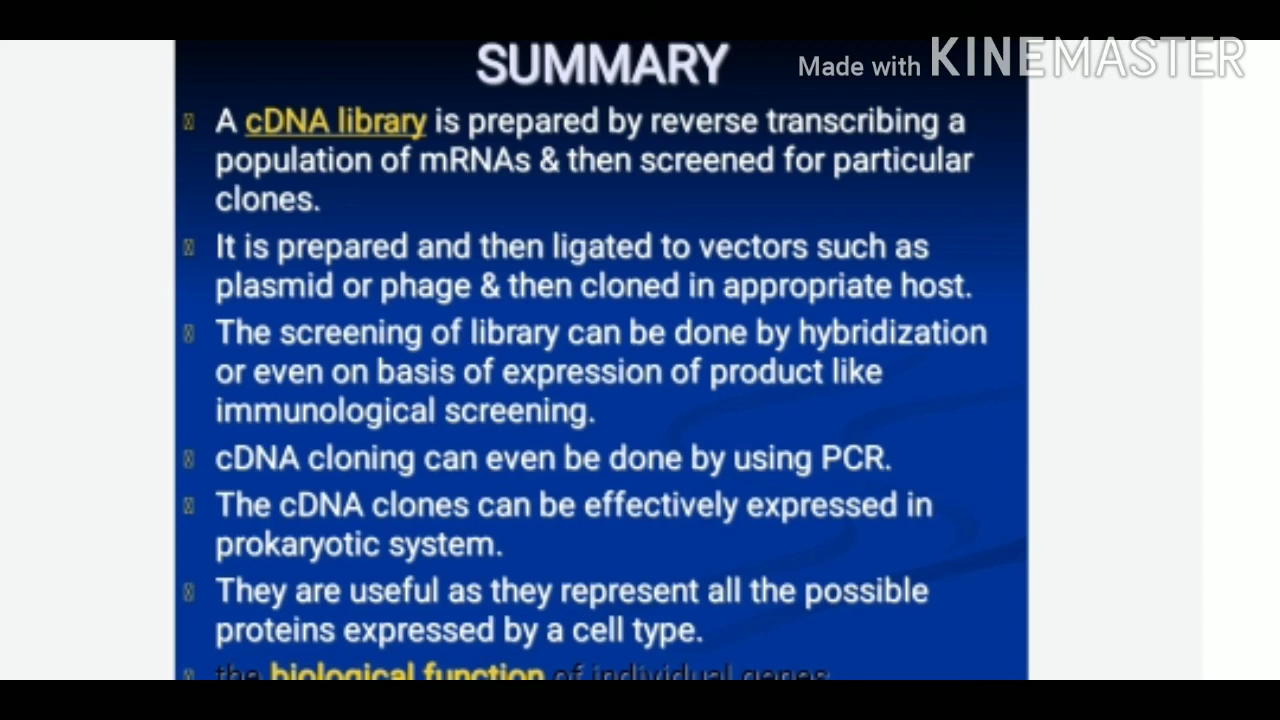 SUMMARY
Made with KINEMASTER
A cDNA library is prepared by reverse transcribing a
population of mRNAs & then screened for particular
clones.
It is prepared and then ligated to vectors such as
plasmid or phage & then cloned in appropriate host.
The screening of library can be done by hybridization
or even on basis of expression of product like
immunological screening.
cDNA cloning can even be done by using PCR.
The cDNA clones can be effectively expressed in
prokaryotic system.
They are useful as they represent all the possible
proteins expressed by a cell type.
the biological function of individual genes